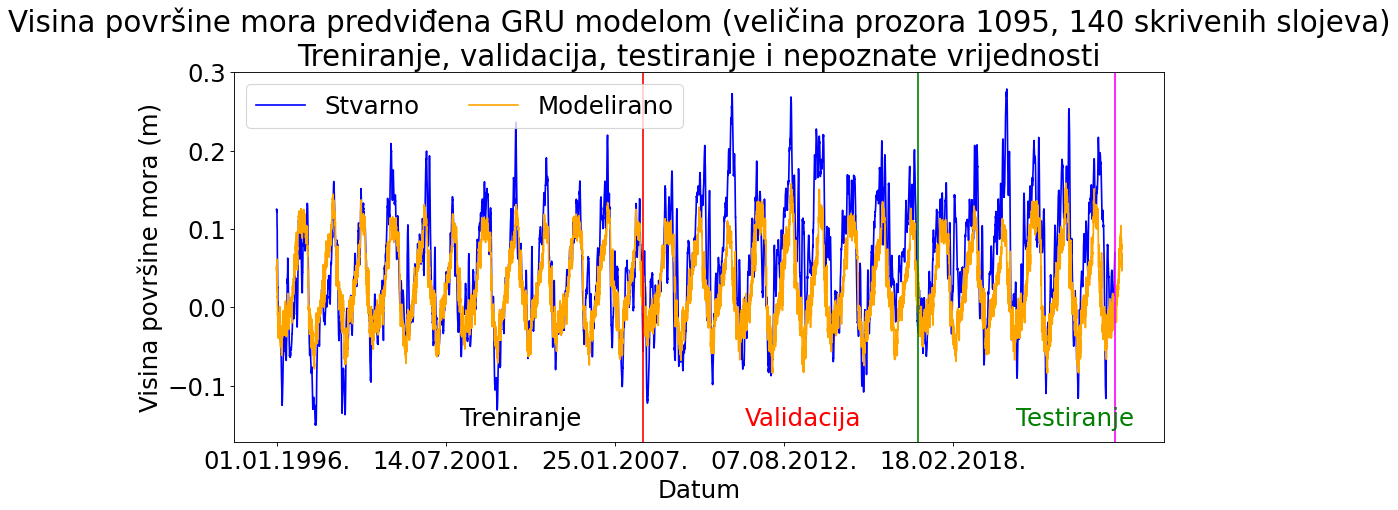 Visina površine mora predviđena GRU modelom (veličina prozora 1095, 140 skrivenih slojeva)
Treniranje, validacija, testiranje i nepoznate vrijednosti
Stvarno Modelirano
Visina površine mora (m)
0.3
0.2
0.1
0.0
−0.1
Treniranje Validacija Testiranje
01.01.1996. 14.07.2001. 25.01.2007. 07.08.2012. 18.02.2018.
Datum